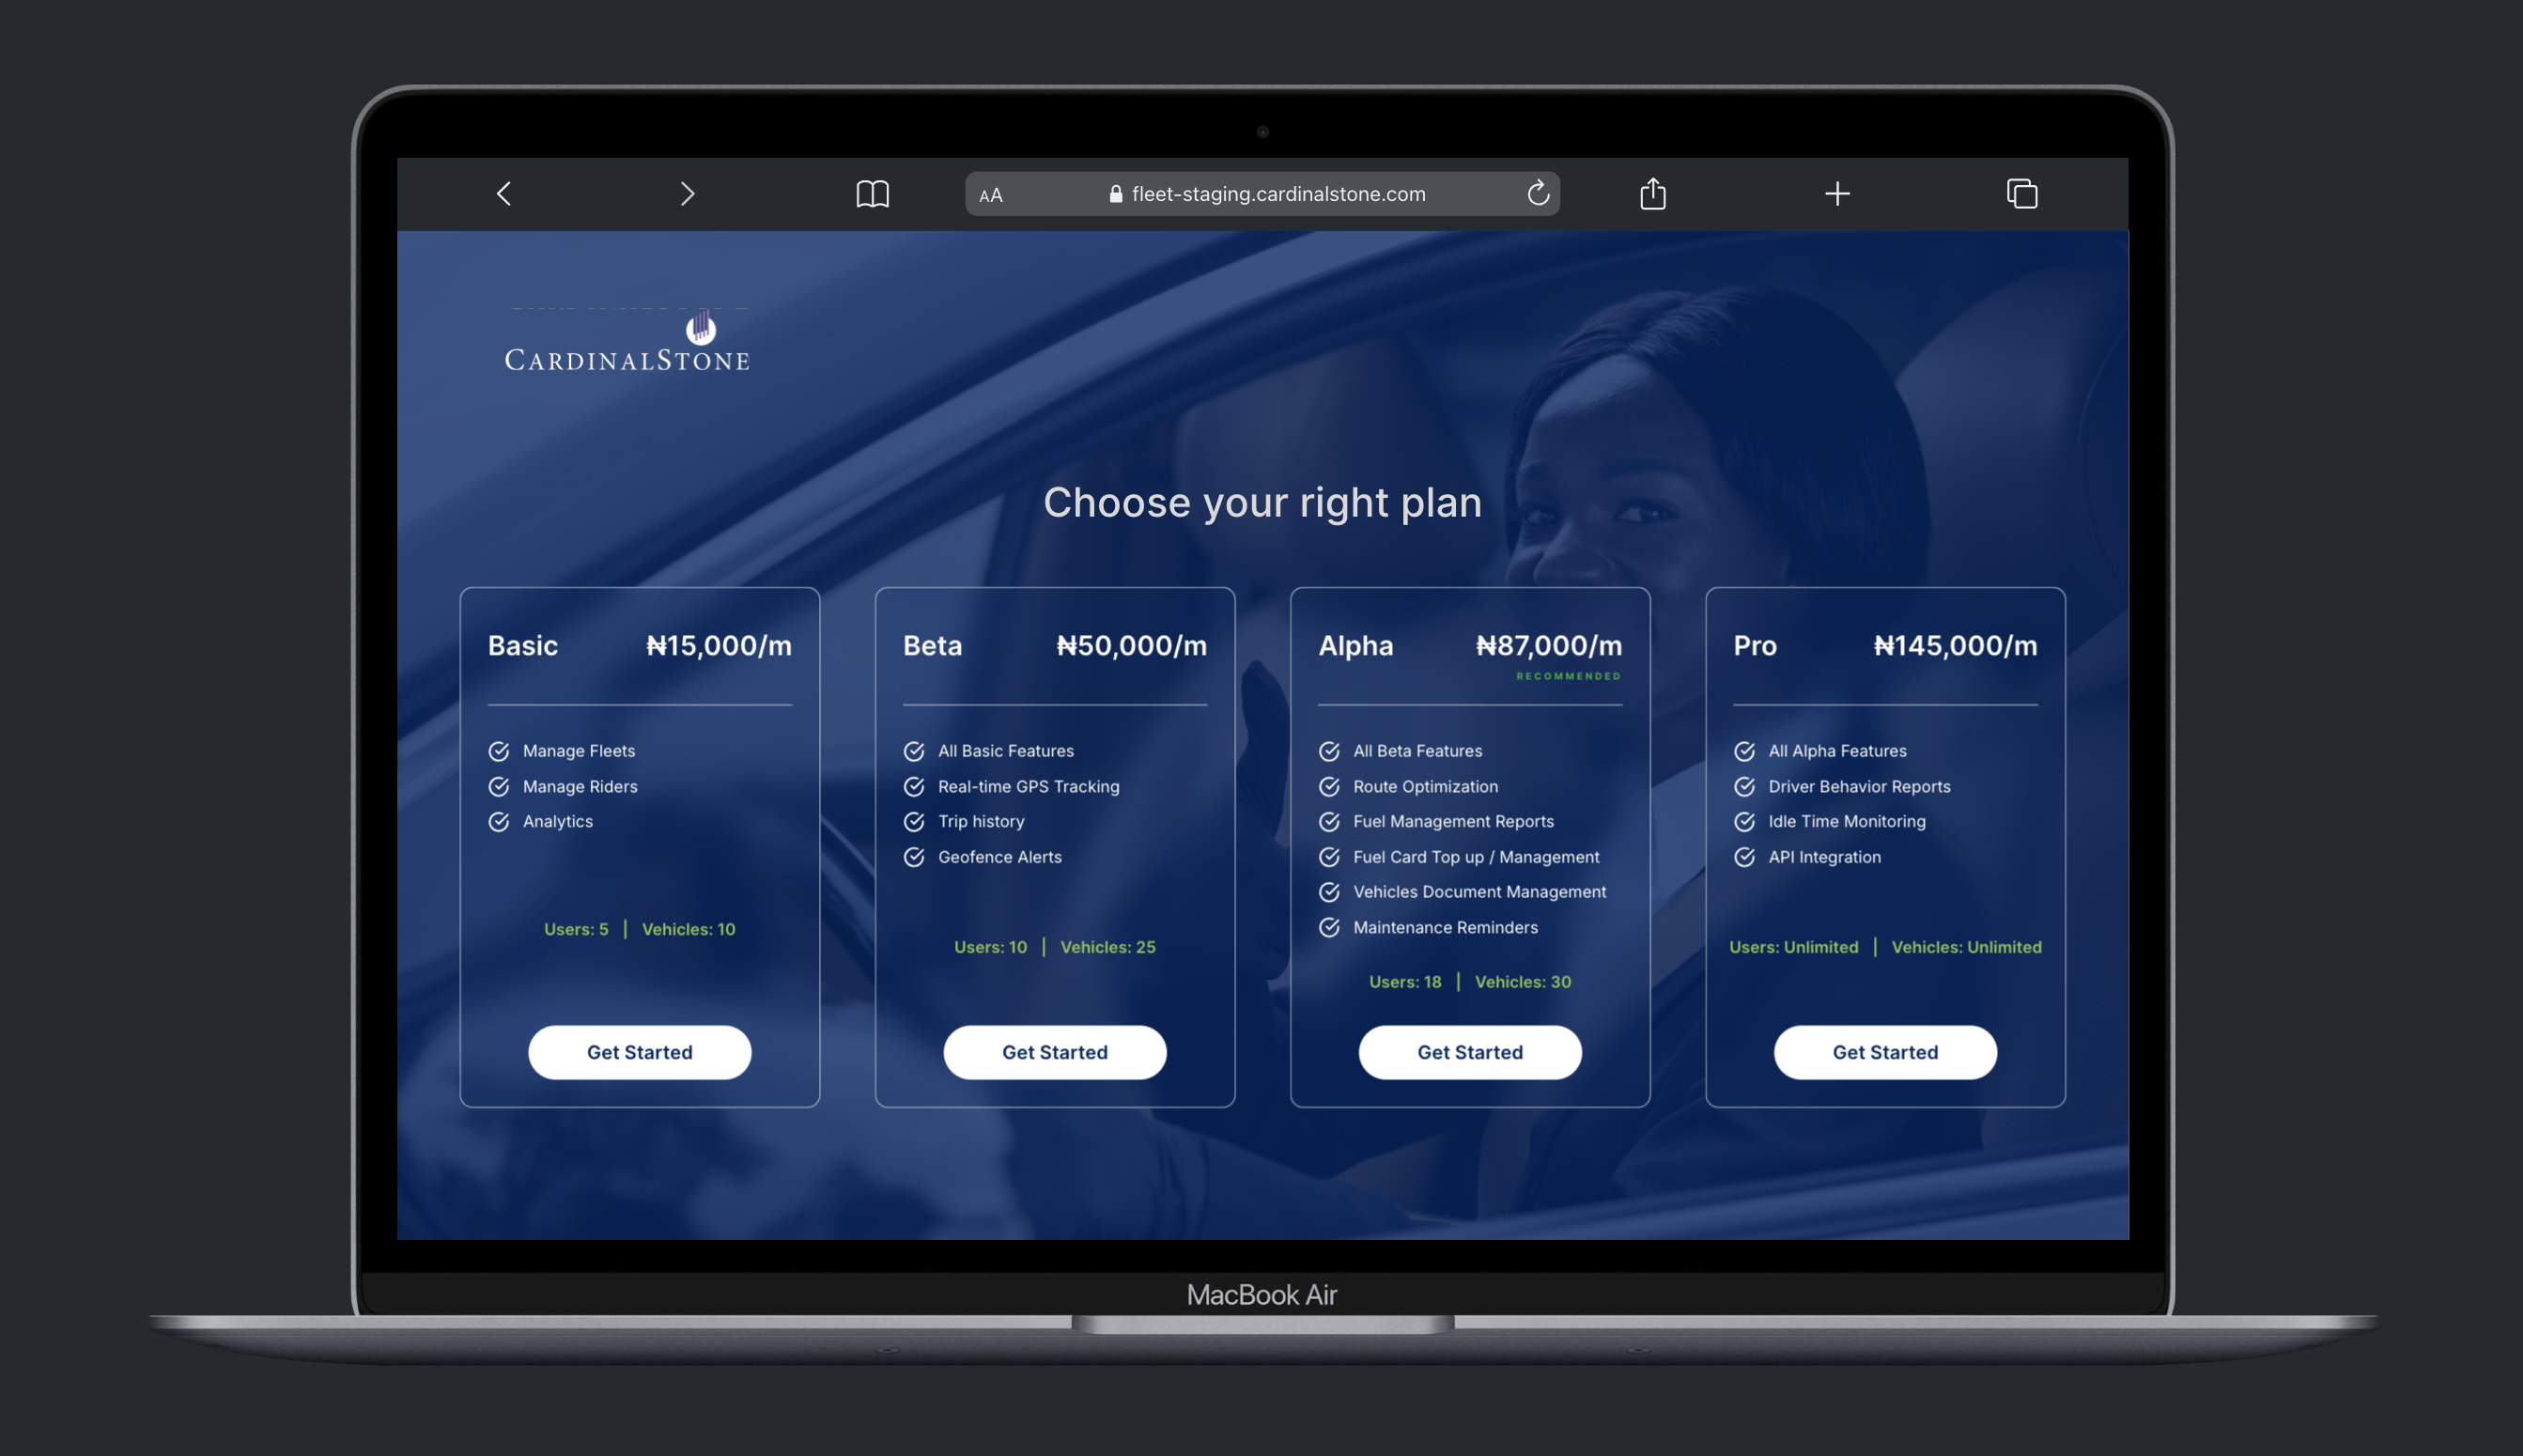 AA fleet-staging.cardinalstone.com
CARDINALSTONE
Choose your right plan
Basic ₦15,000/m
Manage Fleets
Manage Riders
Analytics
Users: 5 | Vehicles: 10
Get Started
Beta ₦50,000/m
All Basic Features
Real-time GPS Tracking
Trip history
Geofence Alerts
Users: 10 | Vehicles: 25
Get Started
Alpha ₦87,000/m
RECOMMENDED
All Beta Features
Route Optimization
Fuel Management Reports
Fuel Card Top up / Management
Vehicles Document Management
Maintenance Reminders
Users: 18 | Vehicles: 30
Get Started
Pro ₦145,000/m
All Alpha Features
Driver Behavior Reports
Idle Time Monitoring
API Integration
Users: Unlimited | Vehicles: Unlimited
Get Started
MacBook Air